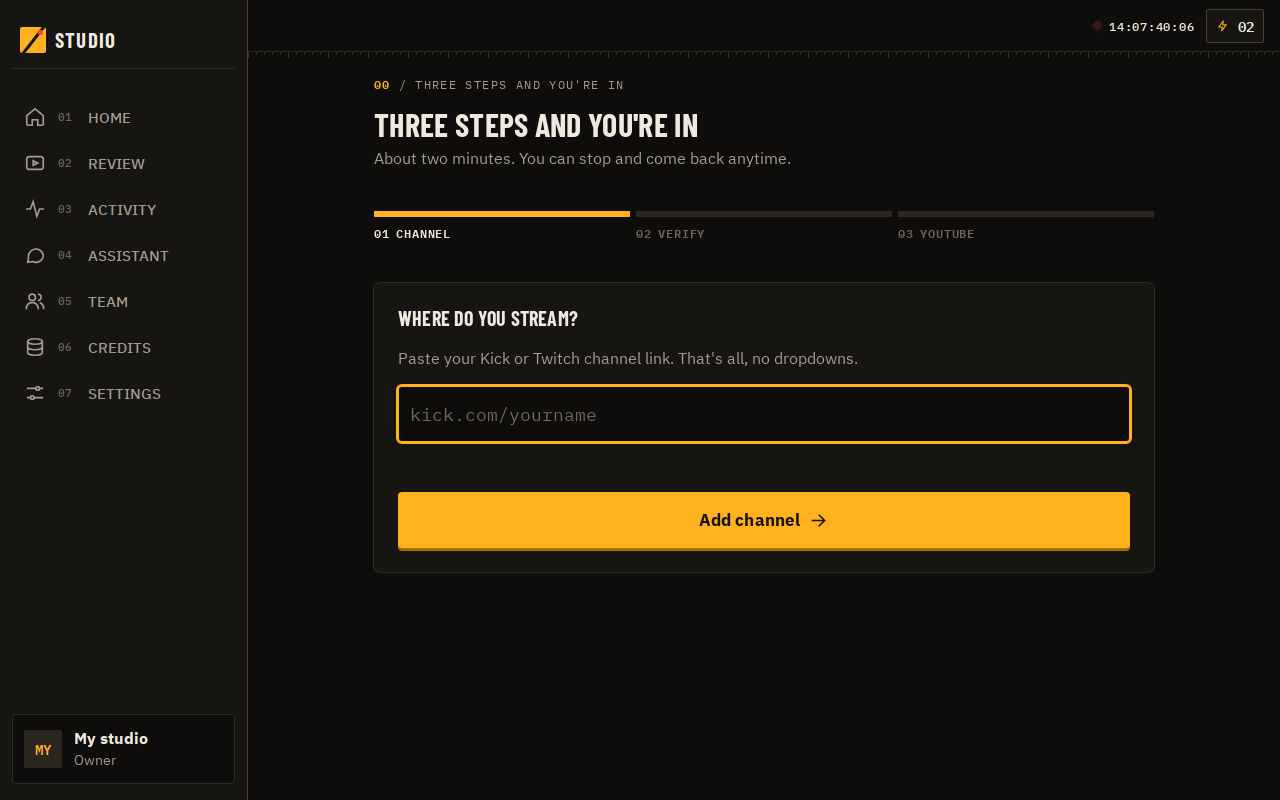 STUDIO
14:07:40:06
02
01 HOME
02 REVIEW
03 ACTIVITY
04 ASSISTANT
05 TEAM
06 CREDITS
07 SETTINGS
MY
My studio
Owner
00 / THREE STEPS AND YOU'RE IN
THREE STEPS AND YOU'RE IN
About two minutes. You can stop and come back anytime.
01 CHANNEL
02 VERIFY
03 YOUTUBE
WHERE DO YOU STREAM?
Paste your Kick or Twitch channel link. That's all, no dropdowns.
kick.com/yourname
Add channel →